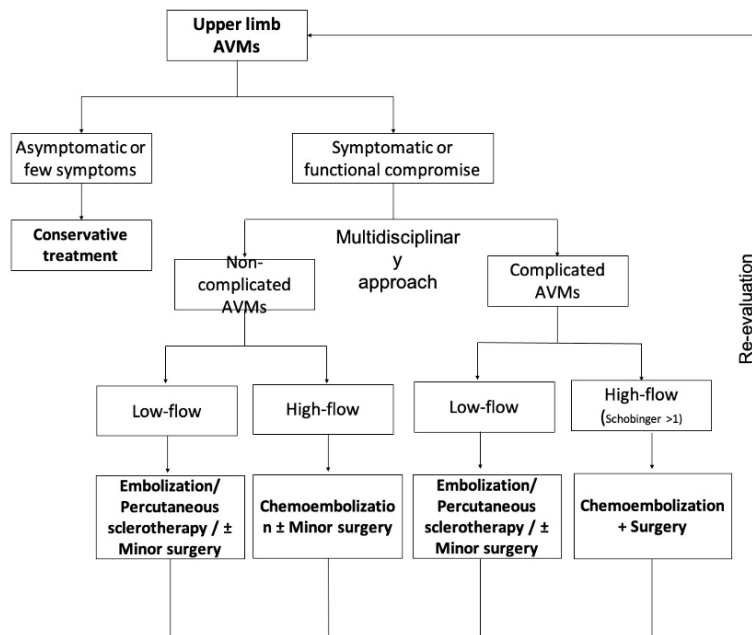 Upper limb
AVMs
Asymptomatic or
few symptoms
Symptomatic or
functional compromise
Conservative
treatment
Multidisciplinar
y
approach
Non-
complicated
AVMs
Complicated
AVMs
Re-evaluation
Low-flow
High-flow
Low-flow
High-flow
(Schobinger >1)
Embolization/
Percutaneous
sclerotherapy / ±
Minor surgery
Chemoembolizatio
n ± Minor surgery
Embolization/
Percutaneous
sclerotherapy / ±
Minor surgery
Chemoembolization
+ Surgery